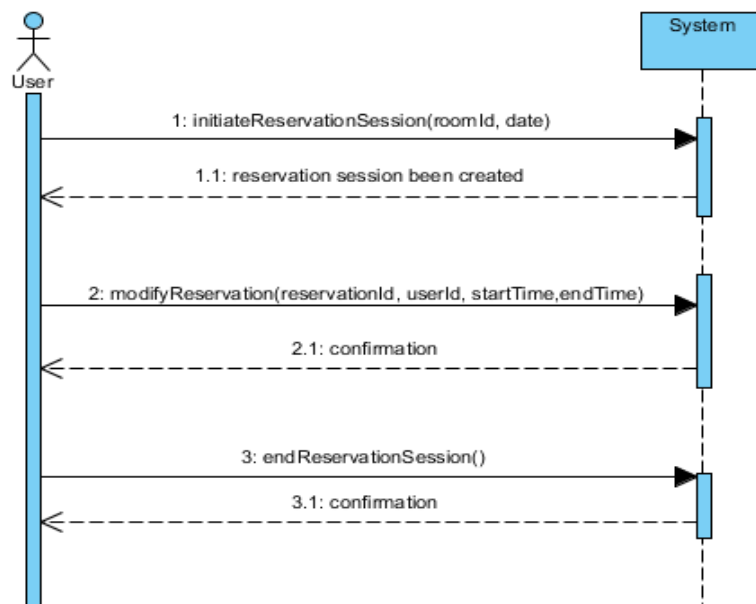 System
User
1: initiateReservationSession(roomId, date)
1.1: reservation session been created
2: modifyReservation(reservationId, userId, startTime,endTime)
2.1: confirmation
3: endReservationSession()
3.1: confirmation